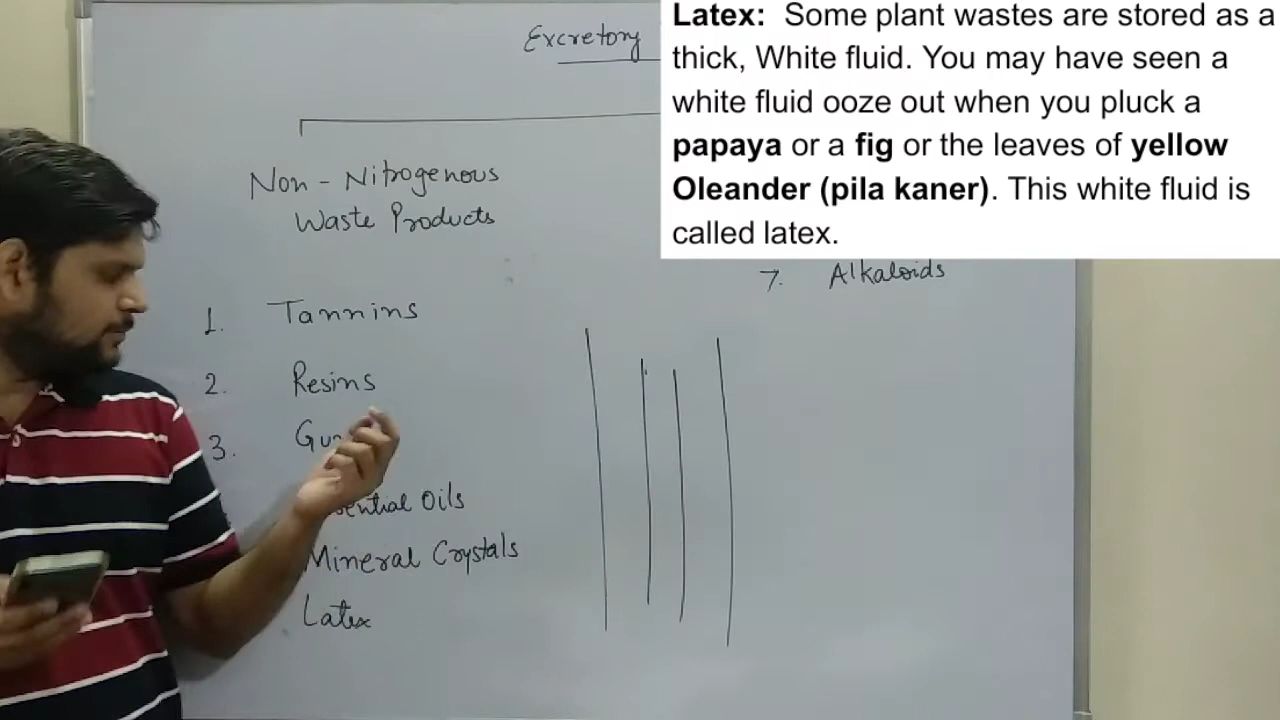 Latex: Some plant wastes are stored as a
thick, White fluid. You may have seen a
white fluid ooze out when you pluck a
papaya or a fig or the leaves of yellow
Oleander (pila kaner). This white fluid is
called latex.
Excretory
Non - Nitrogenous
Waste Products
1. Tannins
2. Resins
3.
Oils
Mineral Crystals
Latex
7. Alkaloids